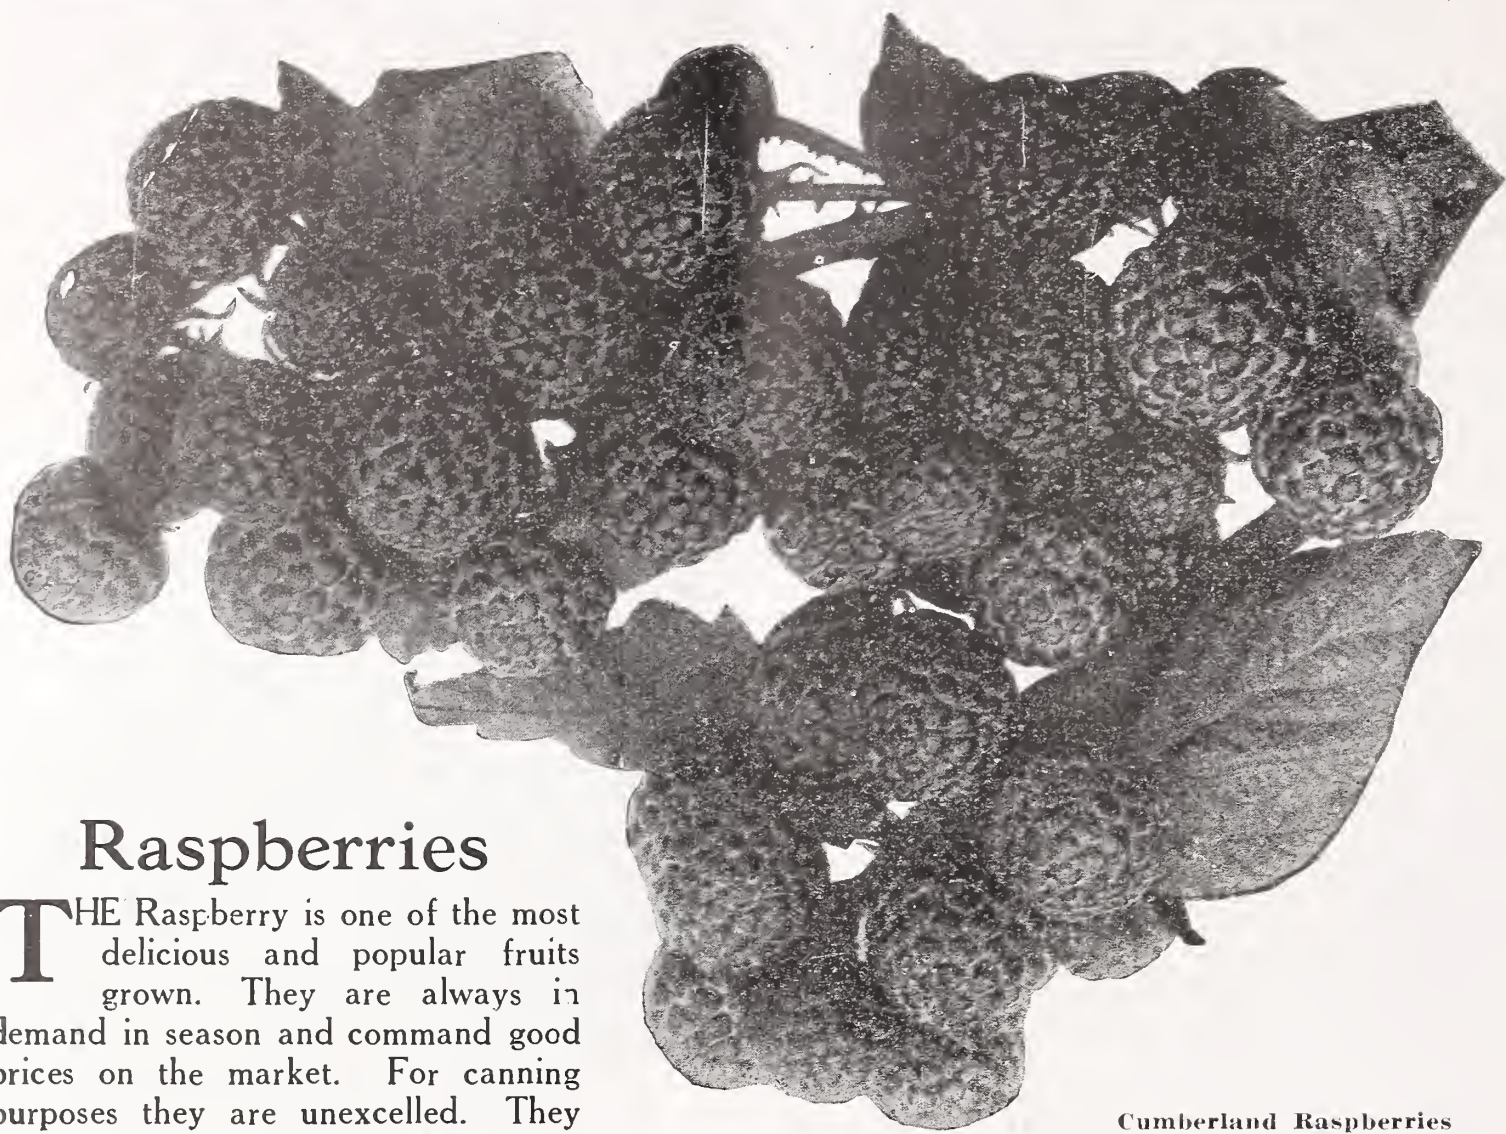 Raspberries
THE Raspberry is one of the most
delicious and popular fruits
grown. They are always in
demand in season and command good
prices on the market. For canning
purposes they are unexcelled. They
Cumberland Raspberries